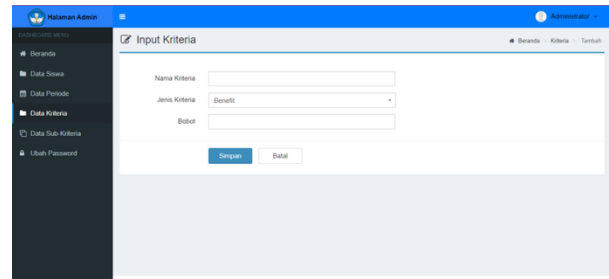 Halaman Admin
Administrator
DASHBOARD MENU
Input Kriteria
Beranda > Kriteria > Tambah
Beranda
Data Siswa
Data Periode
Data Kriteria
Data Sub-Kriteria
Ubah Password
Nama Kriteria
Jenis Kriteria
Benefit
Bobot
Simpan
Batal